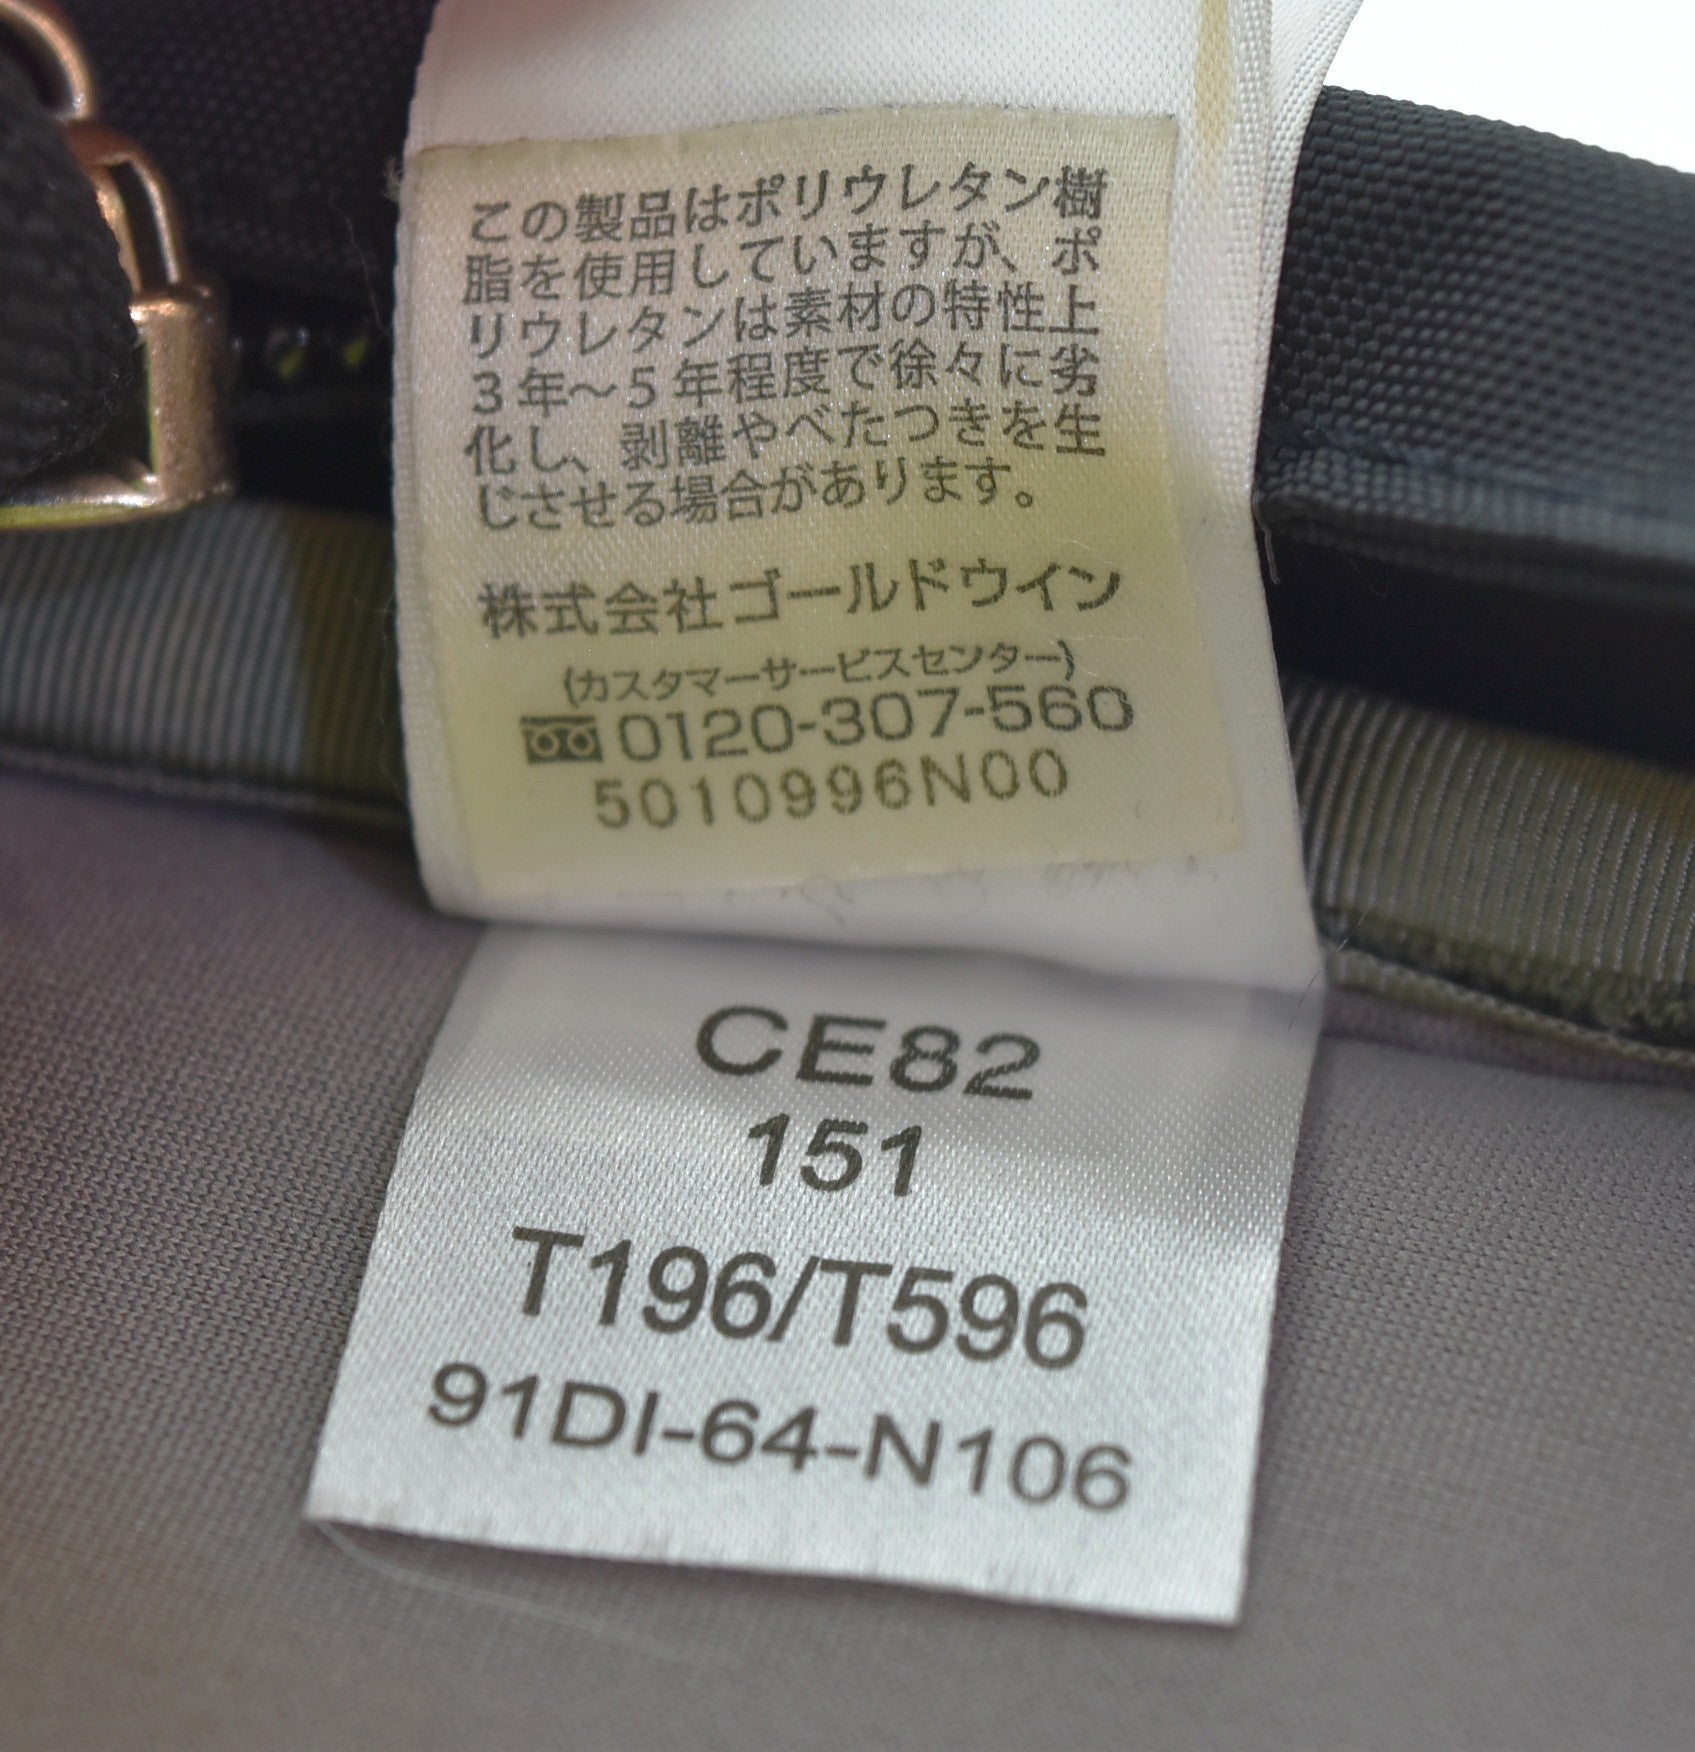 この製品はポリウレタン樹
脂を使用していますが、ポ
リウレタンは素材の特性上
3年〜5年程度で徐々に劣
化し、剥離やべたつきを生
じさせる場合があります。
株式会社ゴールドウイン
(カスタマーサービスセンター)
0120-307-560
5010996N00
CE82
151
T196/T596
91DI-64-N106